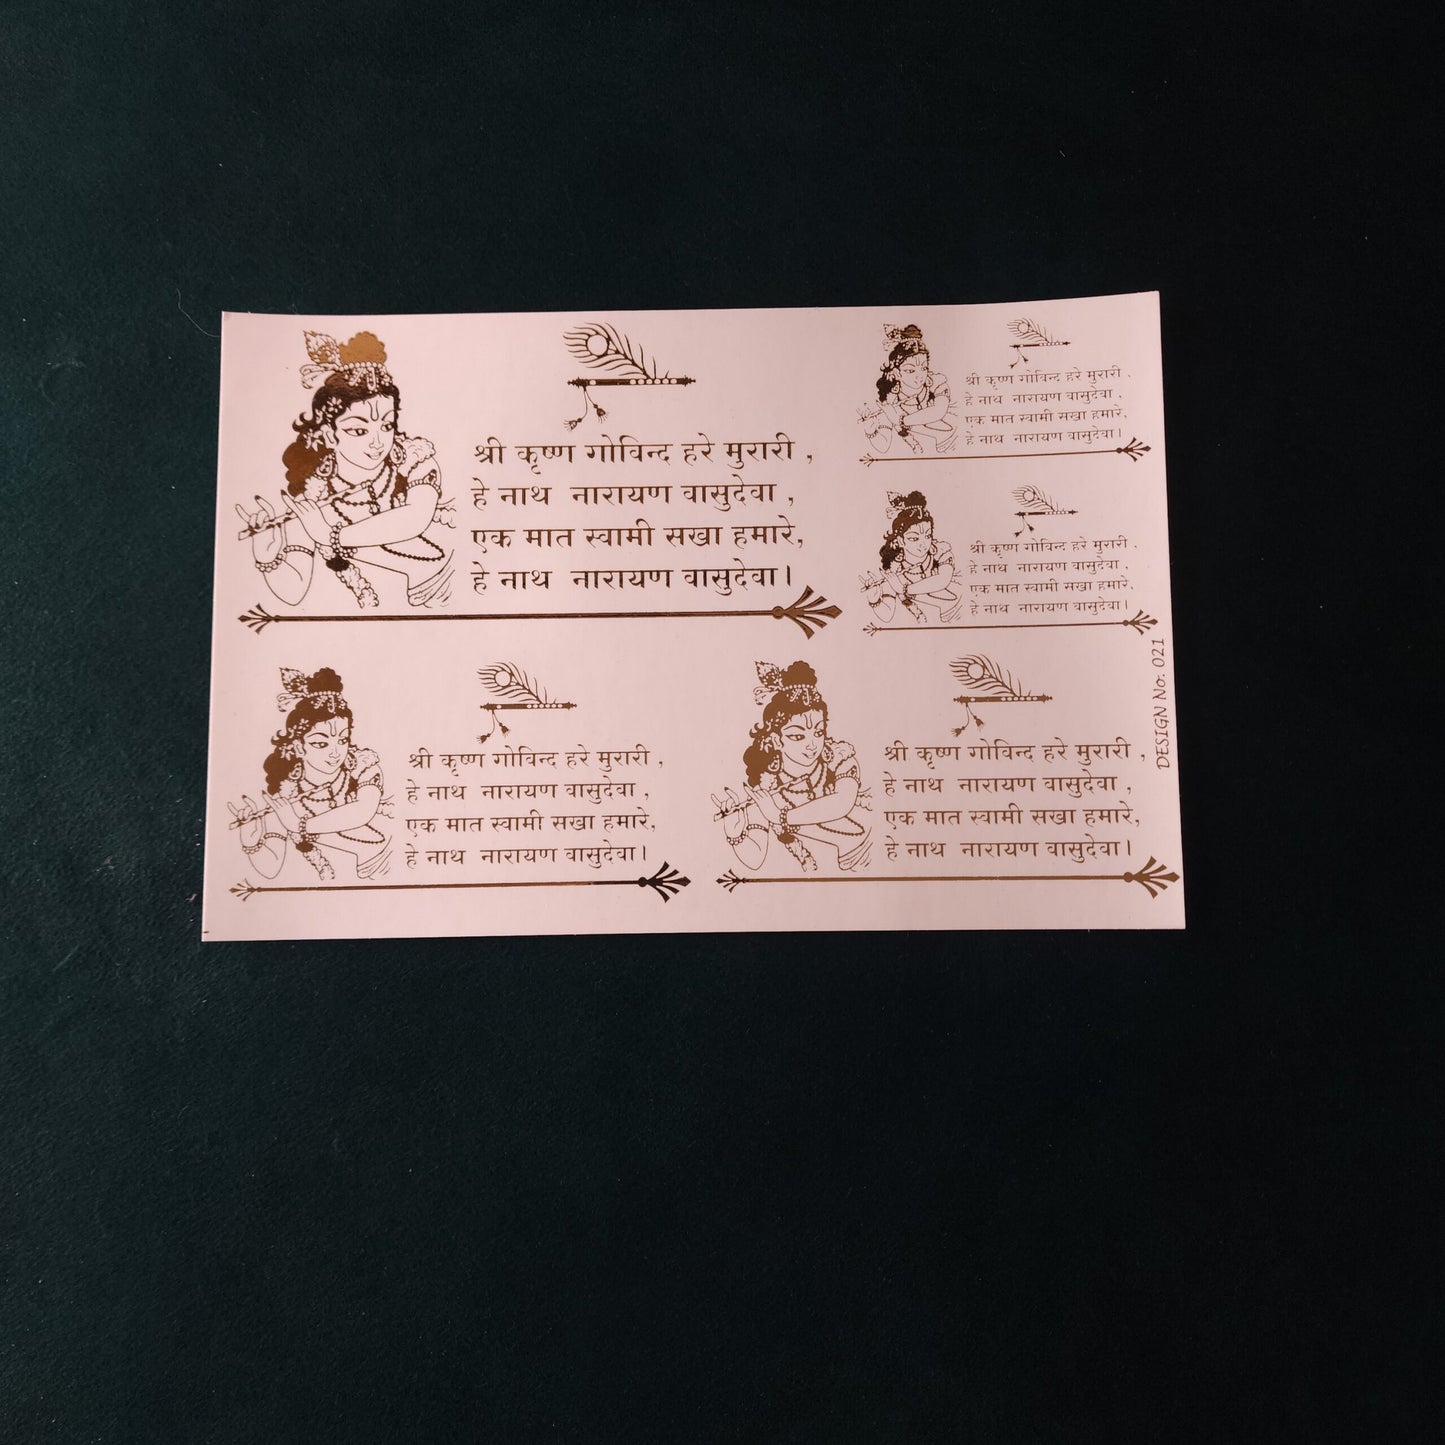 श्री कृष्ण गोविन्द हरे मुरारी ,
हे नाथ नारायण वासुदेवा ,
एक मात स्वामी सखा हमारे,
हे नाथ नारायण वासुदेवा।
श्री कृष्ण गोविन्द हरे मुरारी .
हे नाथ नारायण वासुदेवा ,
एक मात स्वामी सखा हमारे,
हे नाथ नारायण वासुदेवा।
श्री कृष्ण गोविन्द हरे मुरारी .
हे नाथ नारायण वासुदेवा ,
एक मात स्वामी सखा हमारे,
हे नाथ नारायण वासुदेवा।
श्री कृष्ण गोविन्द हरे मुरारी ,
हे नाथ नारायण वासुदेवा ,
एक मात स्वामी सखा हमारे,
हे नाथ नारायण वासुदेवा।
श्री कृष्ण गोविन्द हरे मुरारी ,
हे नाथ नारायण वासुदेवा ,
एक मात स्वामी सखा हमारे,
हे नाथ नारायण वासुदेवा।
DESIGN No. 021